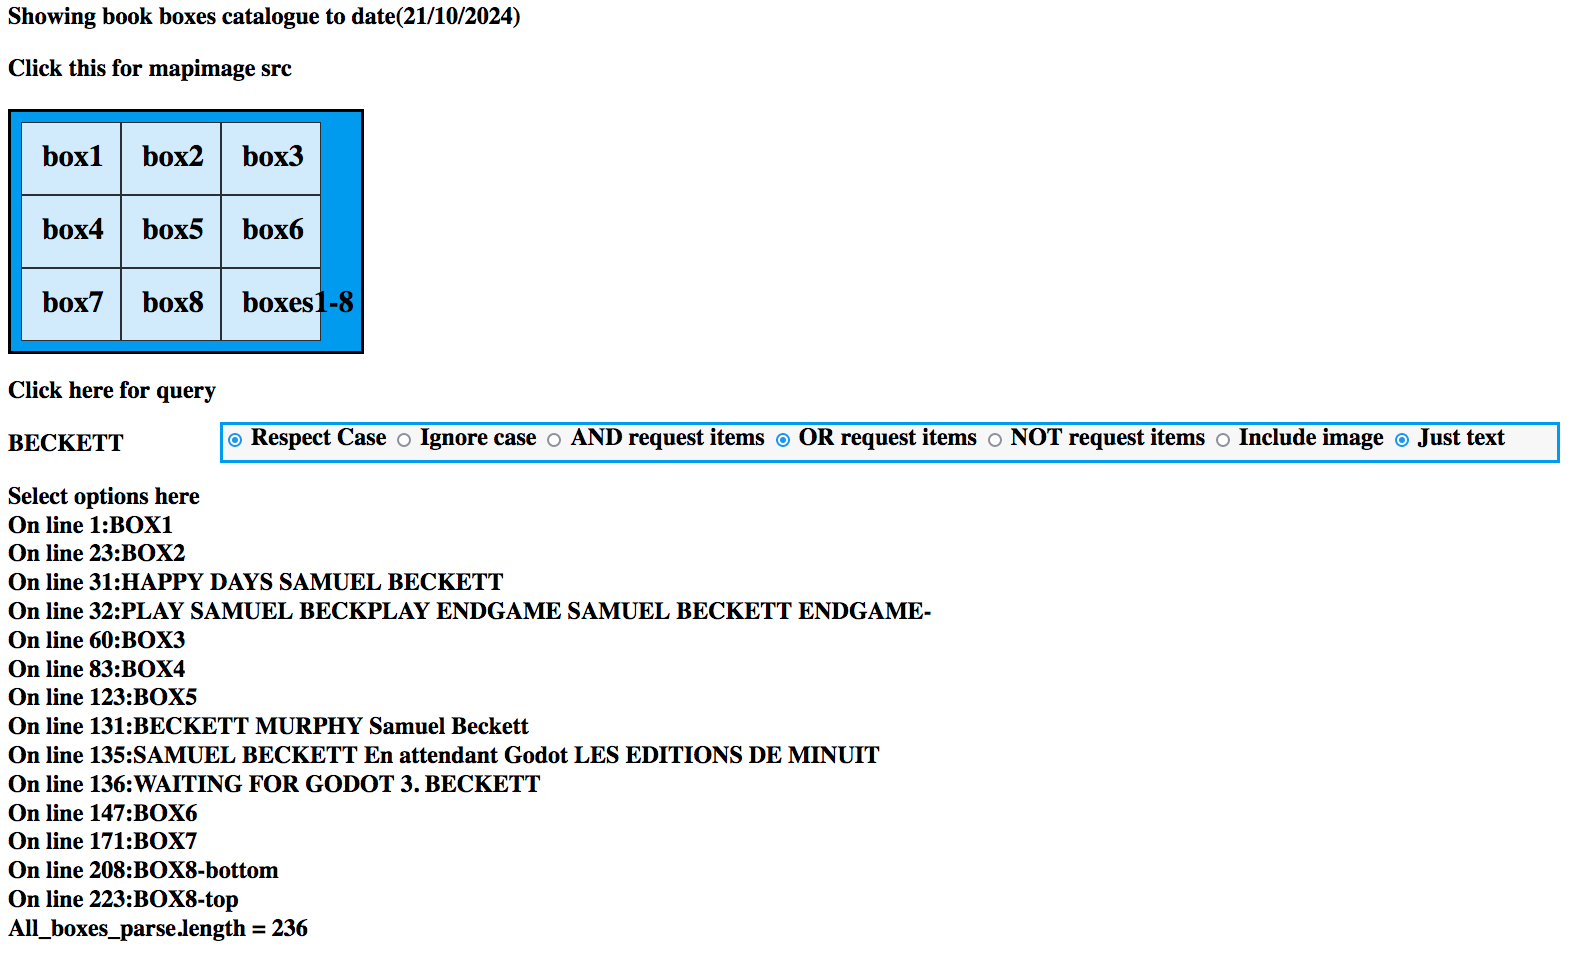 Showing book boxes catalogue to date(21/10/2024)
Click this for mapimage src
box1 box2 box3
box4 box5 box6
box7 box8 boxes1-8
Click here for query
BECKETT Respect Case Ignore case AND request items OR request items NOT request items Include image Just text
Select options here
On line 1:BOX1
On line 23:BOX2
On line 31:HAPPY DAYS SAMUEL BECKETT
On line 32:PLAY SAMUEL BECKPLAY ENDGAME SAMUEL BECKETT ENDGAME-
On line 60:BOX3
On line 83:BOX4
On line 123:BOX5
On line 131:BECKETT MURPHY Samuel Beckett
On line 135:SAMUEL BECKETT En attendant Godot LES EDITIONS DE MINUIT
On line 136:WAITING FOR GODOT 3. BECKETT
On line 147:BOX6
On line 171:BOX7
On line 208:BOX8-bottom
On line 223:BOX8-top
All_boxes_parse.length = 236